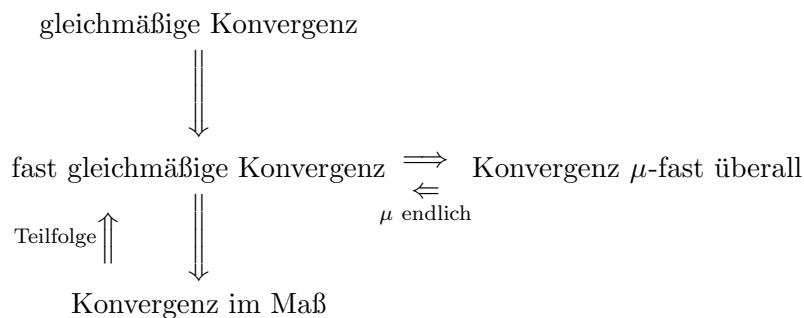 gleichmäßige Konvergenz
fast gleichmäßige Konvergenz ⟹ Konvergenz μ-fast überall
⇐
μ endlich
Teilfolge
Konvergenz im Maß